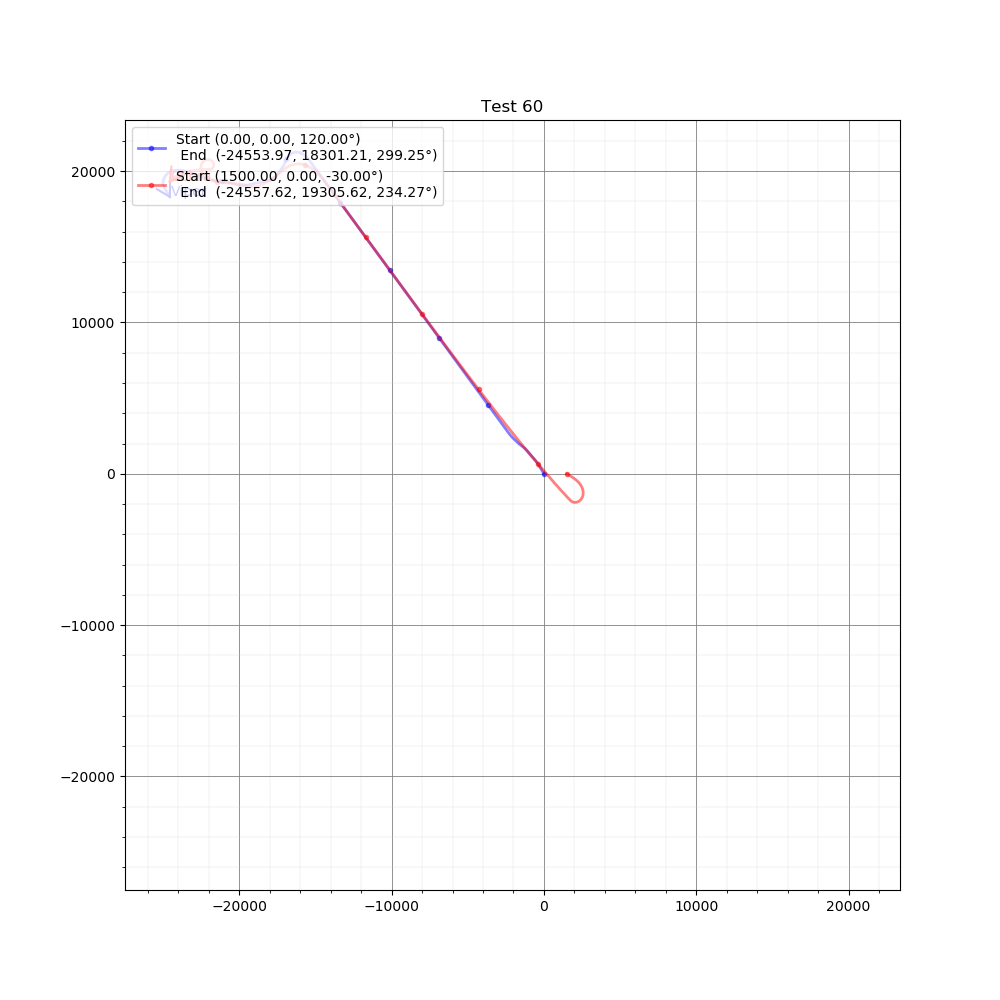 Test 60
Start (0.00, 0.00, 120.00°)
End (-24553.97, 18301.21, 299.25°)
Start (1500.00, 0.00, -30.00°)
End (-24557.62, 19305.62, 234.27°)
20000
10000
0
−10000
−20000
−20000
−10000
0
10000
20000